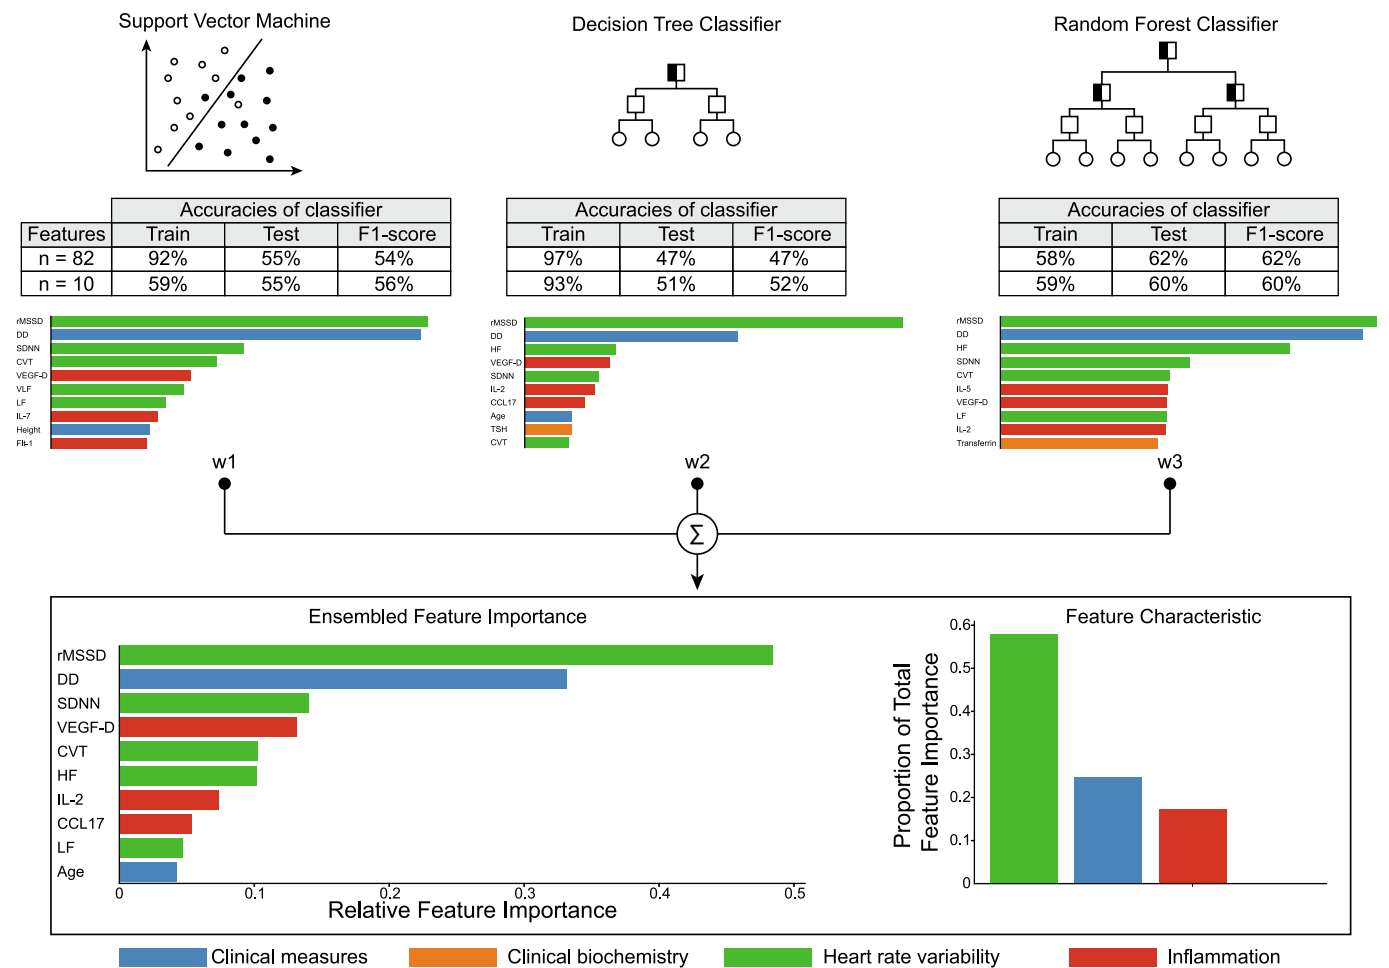 Support Vector Machine
Decision Tree Classifier
Random Forest Classifier
Accuracies of classifier
Features Train Test F1-score
n = 82 92% 55% 54%
n = 10 59% 55% 56%
Accuracies of classifier
Train Test F1-score
97% 47% 47%
93% 51% 52%
Accuracies of classifier
Train Test F1-score
58% 62% 62%
59% 60% 60%
rMSSD
DD
SDNN
CVT
VEGF-D
VLF
LF
IL-7
Height
Flt-1
rMSSD
DD
HF
VEGF-D
SDNN
IL-2
CCL17
Age
TSH
CVT
rMSSD
DD
HF
SDNN
CVT
IL-5
VEGF-D
LF
IL-2
Transferrin
w1
w2
w3
Σ
Ensembled Feature Importance
rMSSD
DD
SDNN
VEGF-D
CVT
HF
IL-2
CCL17
LF
Age
0 0.1 0.2 0.3 0.4 0.5
Relative Feature Importance
Feature Characteristic
Proportion of Total
Feature Importance
0.6
0.5
0.4
0.3
0.2
0.1
0
Clinical measures
Clinical biochemistry
Heart rate variability
Inflammation